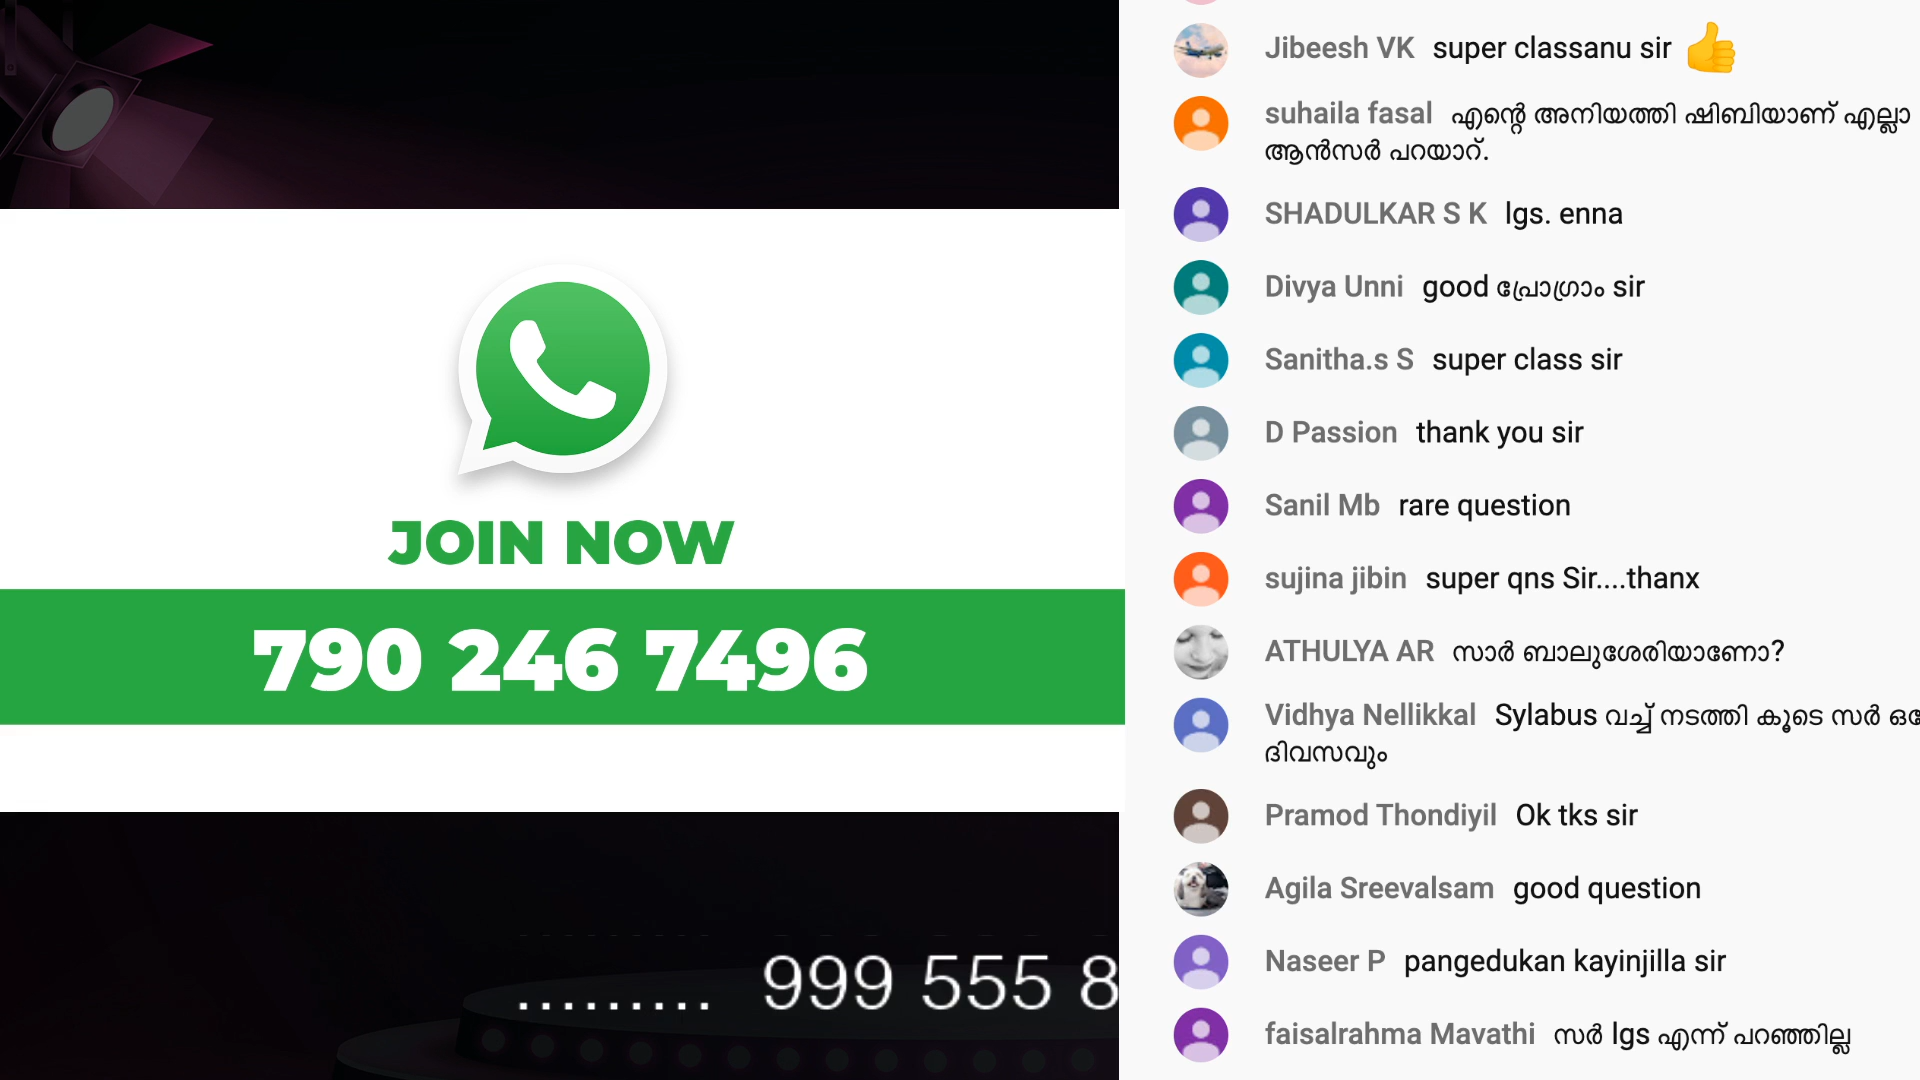 JOIN NOW
790 246 7496
......... 999 555 8
Jibeesh VK super classanu sir 👍
suhaila fasal എന്റെ അനിയത്തി ഷിബിയാണ് എല്ലാ
ആൻസർ പറയാറ്.
SHADULKAR S K lgs. enna
Divya Unni good പ്രോഗ്രാം sir
Sanitha.s S super class sir
D Passion thank you sir
Sanil Mb rare question
sujina jibin super qns Sir....thanx
ATHULYA AR സാർ ബാലുശേരിയാണോ?
Vidhya Nellikkal Sylabus വച്ച് നടത്തി കൂടെ സർ
ദിവസവും
Pramod Thondiyil Ok tks sir
Agila Sreevalsam good question
Naseer P pangedukan kayinjilla sir
faisalrahma Mavathi സർ lgs എന്ന് പറഞ്ഞില്ല